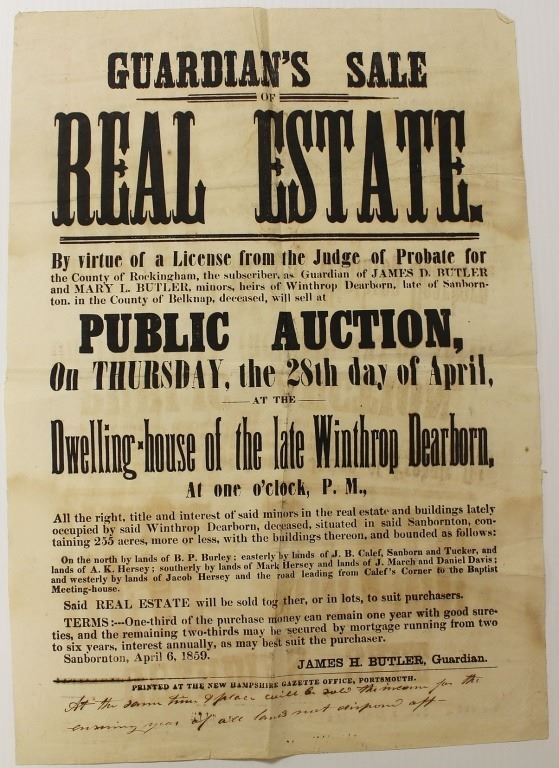 GUARDIAN'S SALE
OF
REAL ESTATE.
By virtue of a License from the Judge of Probate for
the County of Rockingham, the subscriber, as Guardian of JAMES D. BUTLER
and MARY L. BUTLER, minors, heirs of Winthrop Dearborn, late of Sanborn-
ton, in the County of Belknap, deceased, will sell at
PUBLIC AUCTION,
On THURSDAY, the 28th day of April,
AT THE
Dwelling-house of the late Winthrop Dearborn,
At one o'clock, P. M.,
All the right, title and interest of said minors in the real estate and buildings lately
occupied by said Winthrop Dearborn, deceased, situated in said Sanbornton, con-
taining 255 acres, more or less, with the buildings thereon, and bounded as follows:
On the north by lands of B. P. Burley; easterly by lands of J. B. Calef, Sanborn and Tucker, and
lands of A. K. Hersey; southerly by lands of Mark Hersey and lands of J. March and Daniel Davis;
and westerly by lands of Jacob Hersey and the road leading from Calef's Corner to the Baptist
Meeting-house.
Said REAL ESTATE will be sold tog ther, or in lots, to suit purchasers.
TERMS:---One-third of the purchase money can remain one year with good sure-
ties, and the remaining two-thirds may be secured by mortgage running from two
to six years, interest annually, as may best suit the purchaser.
Sanbornton, April 6, 1859.
JAMES H. BUTLER, Guardian.
PRINTED AT THE NEW HAMPSHIRE GAZETTE OFFICE, PORTSMOUTH.
At the same time & place will be sold the income for the
ensuing year of all lands not disposed off